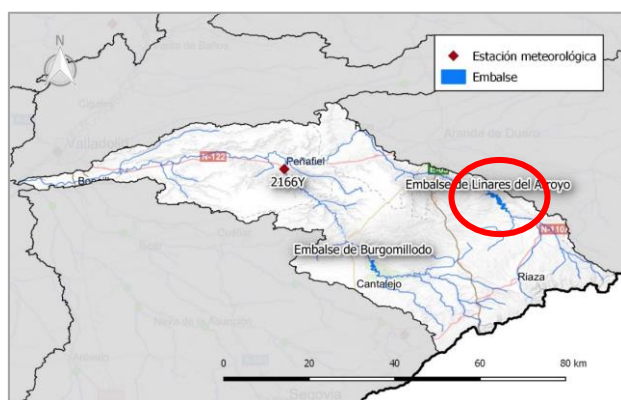 Estación meteorológica
Embalse
N
Valladolid
Aranda de Duero
N-122
Peñafiel
2166Y
Embalse de Linares del Arroyo
N-110
Embalse de Burgomillodo
Cantalejo
Riaza
Segovia
0 20 40 60 80 km